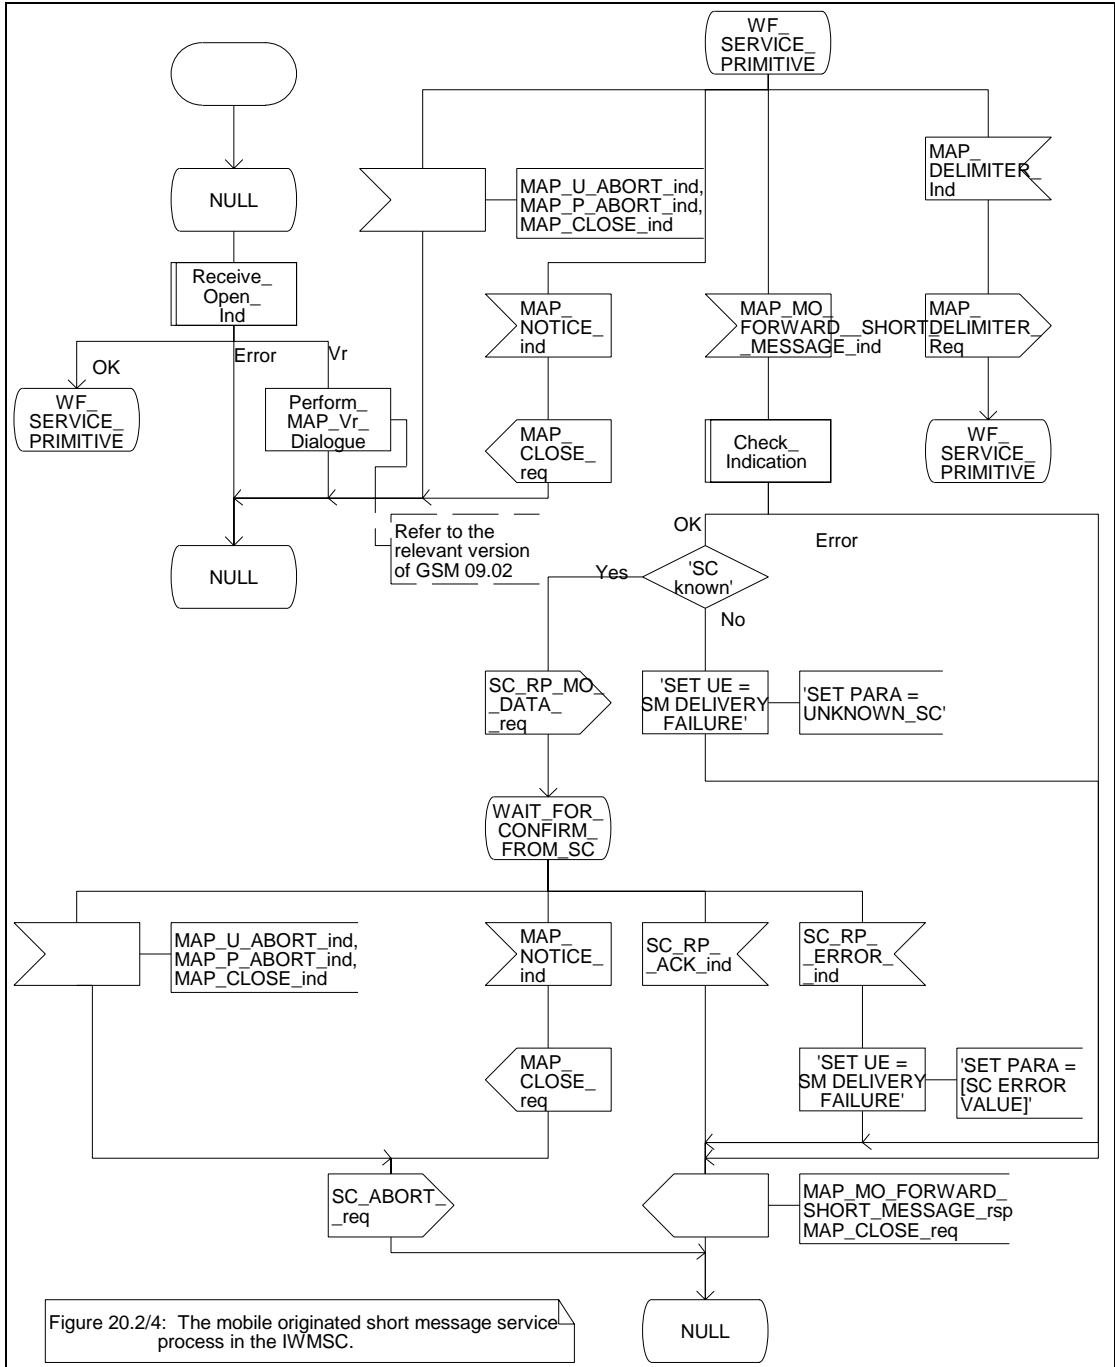 WF_
SERVICE_
PRIMITIVE
NULL
MAP_U_ABORT_ind,
MAP_P_ABORT_ind,
MAP_CLOSE_ind
MAP_
DELIMITER_
Ind
Receive_
Open_
Ind
MAP_
NOTICE_
ind
MAP_MO_
FORWARD__SHORT_
_MESSAGE_ind
MAP_
DELIMITER_
Req
OK
Error
Vr
WF_
SERVICE_
PRIMITIVE
Perform_
MAP_Vr_
Dialogue
MAP_
CLOSE_
req
Check_
Indication
WF_
SERVICE_
PRIMITIVE
Refer to the
relevant version
of GSM 09.02
OK
Error
NULL
Yes
'SC
known'
No
SC_RP_MO_
_DATA_
_req
'SET UE =
SM DELIVERY
FAILURE'
'SET PARA =
UNKNOWN_SC'
WAIT_FOR_
CONFIRM_
FROM_SC
MAP_U_ABORT_ind,
MAP_P_ABORT_ind,
MAP_CLOSE_ind
MAP_
NOTICE_
ind
SC_RP_
_ACK_ind
SC_RP_
_ERROR_
_ind
MAP_
CLOSE_
req
'SET UE =
SM DELIVERY
FAILURE'
'SET PARA =
[SC ERROR
VALUE]'
SC_ABORT_
_req
MAP_MO_FORWARD_
SHORT_MESSAGE_rsp
MAP_CLOSE_req
NULL
Figure 20.2/4: The mobile originated short message service
process in the IWMSC.